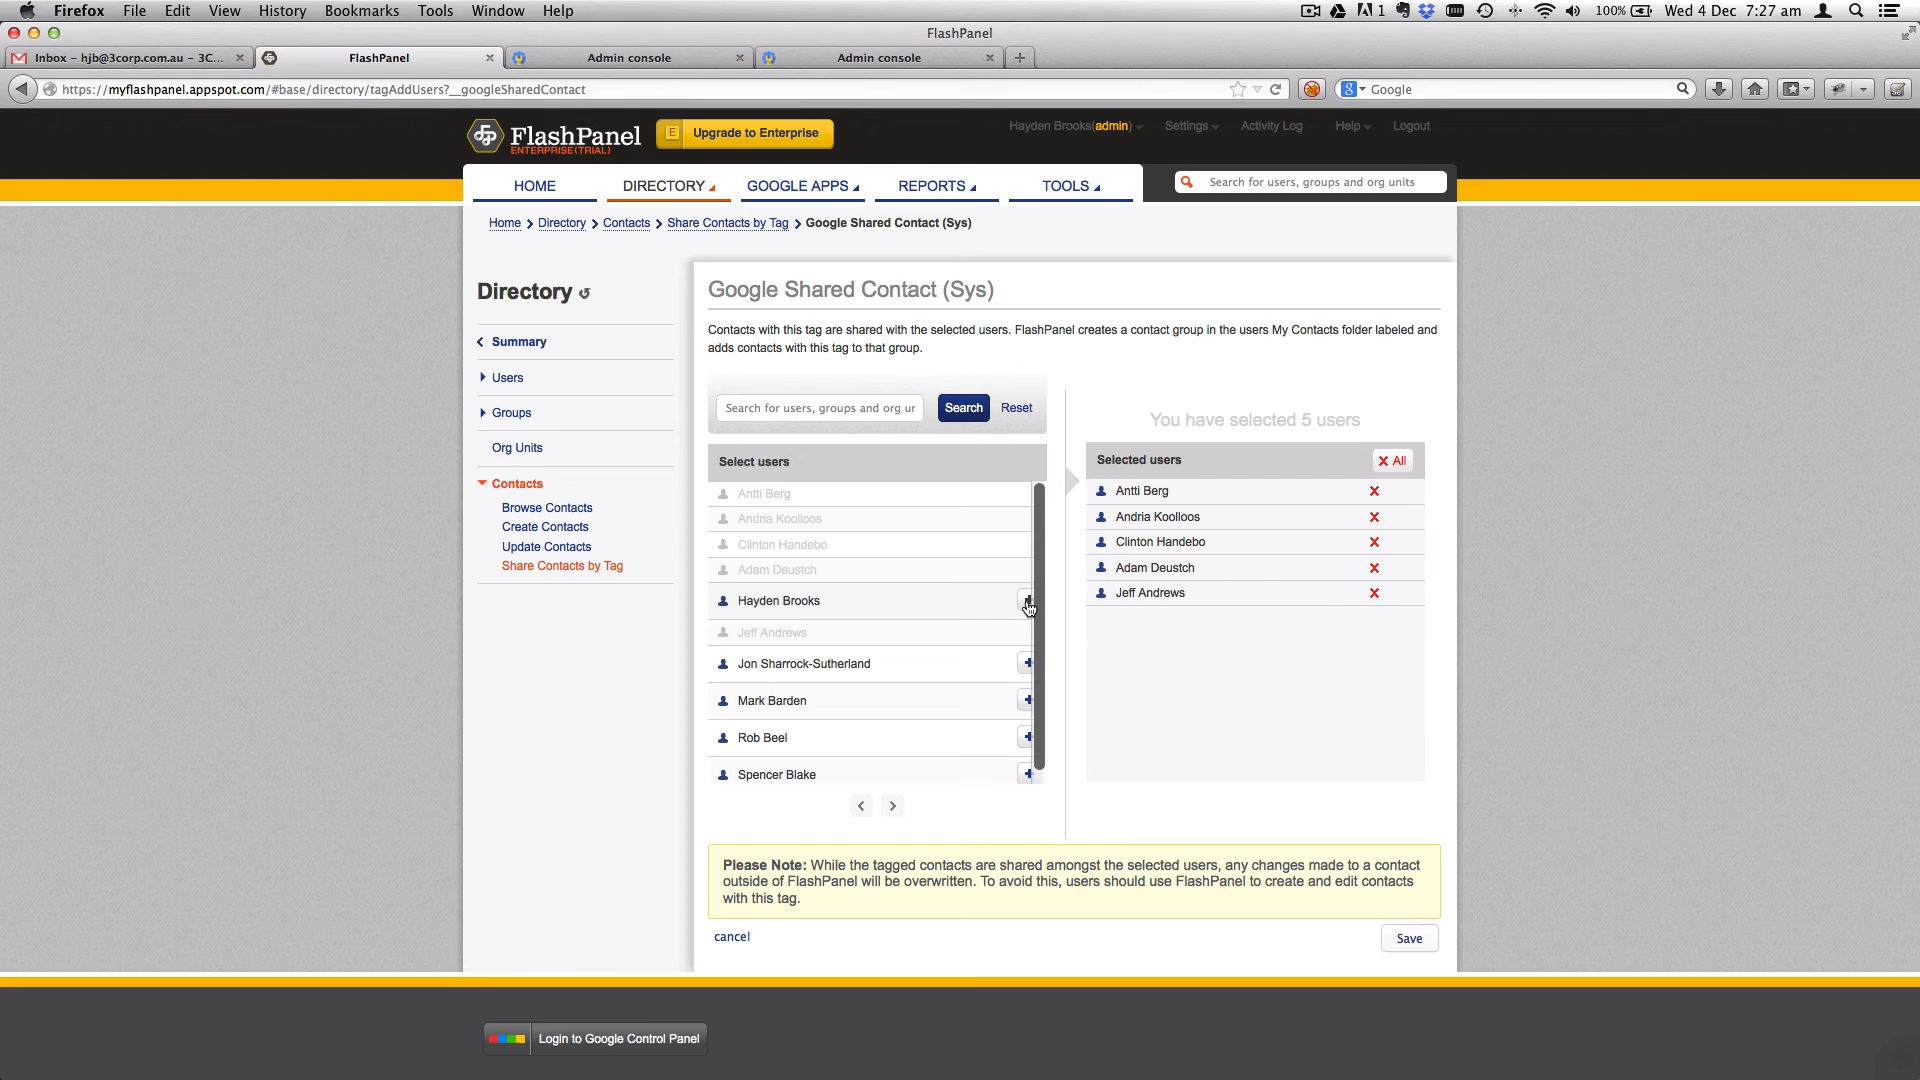 Firefox File Edit View History Bookmarks Tools Window Help
1 100% Wed 4 Dec 7:27 am
FlashPanel
Inbox – hjb@3corp.com.au – 3C...
FlashPanel
Admin console
Admin console
https://myflashpanel.appspot.com/#base/directory/tagAddUsers?__googleSharedContact
Google
FlashPanel
ENTERPRISE(TRIAL)
E Upgrade to Enterprise
Hayden Brooks(admin) Settings Activity Log Help Logout
HOME DIRECTORY GOOGLE APPS REPORTS TOOLS
Search for users, groups and org units
Home Directory Contacts Share Contacts by Tag Google Shared Contact (Sys)
Directory
Summary
Users
Groups
Org Units
Contacts
Browse Contacts
Create Contacts
Update Contacts
Share Contacts by Tag
Google Shared Contact (Sys)
Contacts with this tag are shared with the selected users. FlashPanel creates a contact group in the users My Contacts folder labeled and
adds contacts with this tag to that group.
Search for users, groups and org ur
Search Reset
Select users
Antti Berg
Andria Koolloos
Clinton Handebo
Adam Deustch
Hayden Brooks
Jeff Andrews
Jon Sharrock-Sutherland
Mark Barden
Rob Beel
Spencer Blake
You have selected 5 users
Selected users
All
Antti Berg
Andria Koolloos
Clinton Handebo
Adam Deustch
Jeff Andrews
Please Note: While the tagged contacts are shared amongst the selected users, any changes made to a contact
outside of FlashPanel will be overwritten. To avoid this, users should use FlashPanel to create and edit contacts
with this tag.
cancel
Save
Login to Google Control Panel